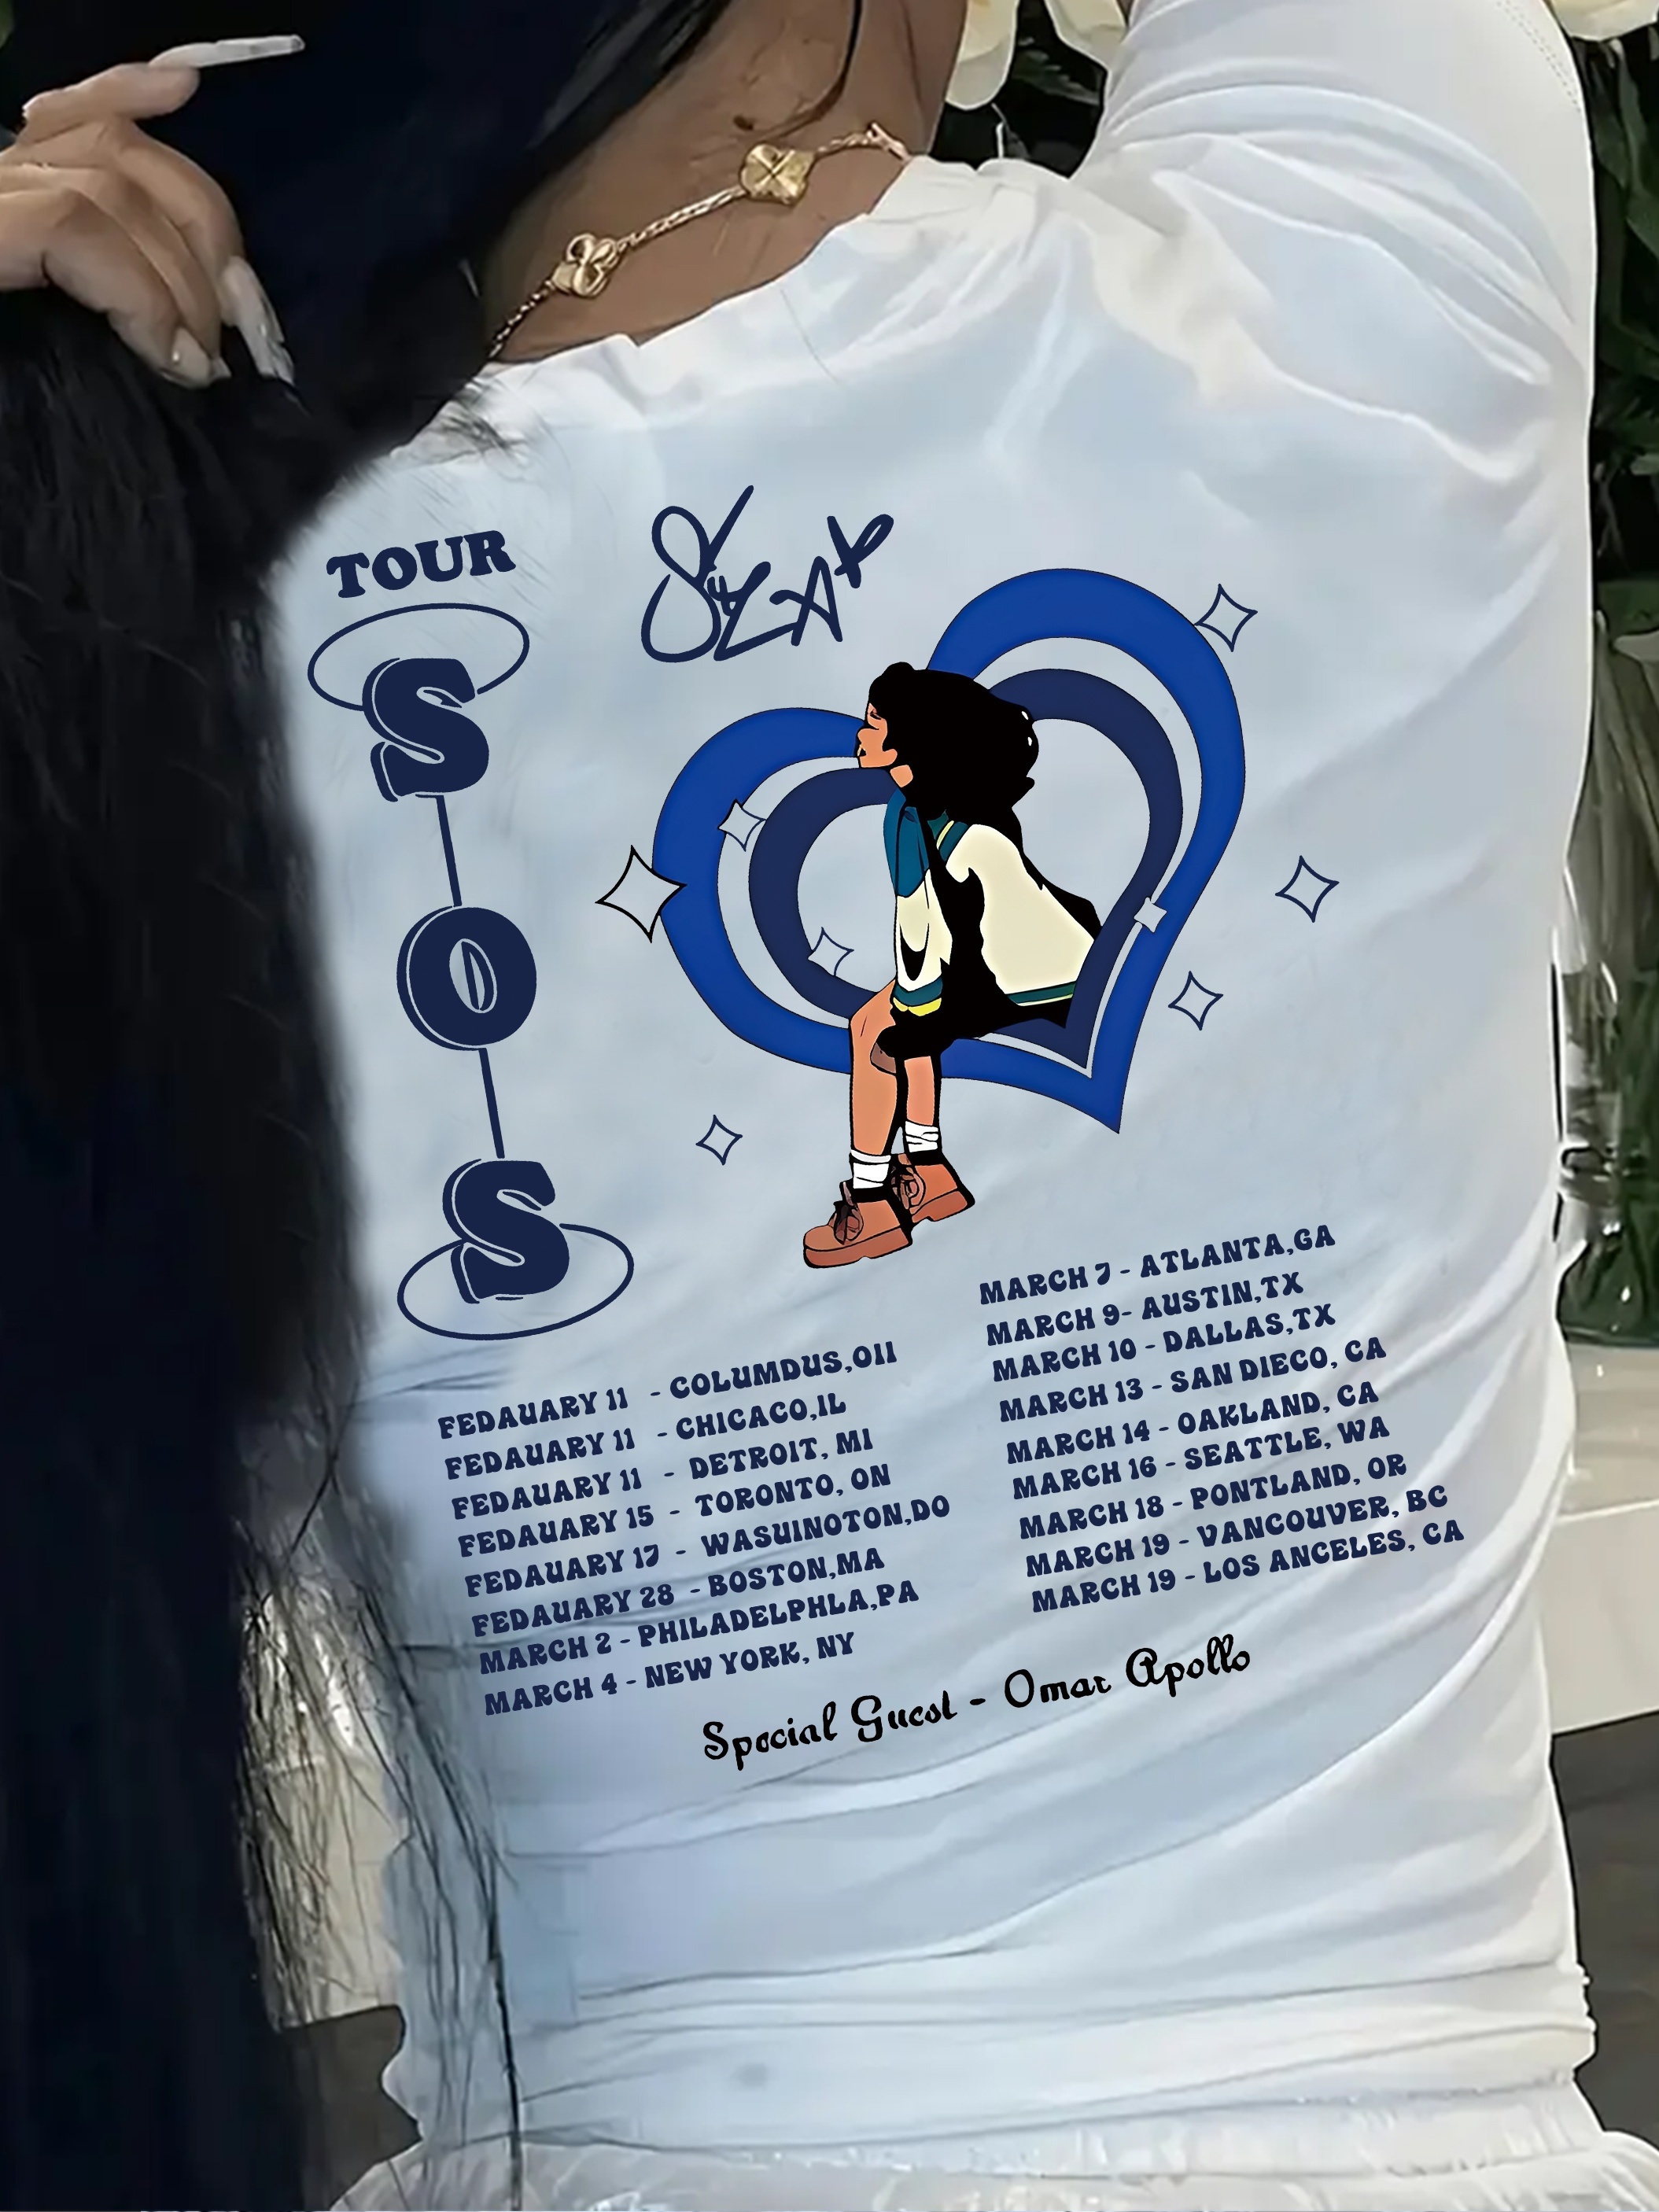 TOUR
SZA
S
O
S
FEDAUARY 11 - COLUMDUS,OII
FEDAUARY 11 - CHICACO,IL
FEDAUARY 11 - DETROIT, MI
FEDAUARY 15 - TORONTO, ON
FEDAUARY 17 - WASUINOTON,DO
FEDAUARY 28 - BOSTON,MA
MARCH 2 - PHILADELPHLA,PA
MARCH 4 - NEW YORK, NY
MARCH 7 - ATLANTA,GA
MARCH 9- AUSTIN,TX
MARCH 10 - DALLAS,TX
MARCH 13 - SAN DIECO, CA
MARCH 14 - OAKLAND, CA
MARCH 16 - SEATTLE, WA
MARCH 18 - PONTLAND, OR
MARCH 19 - VANCOUVER, BC
MARCH 19 - LOS ANCELES, CA
Special Guest - Omar Apollo